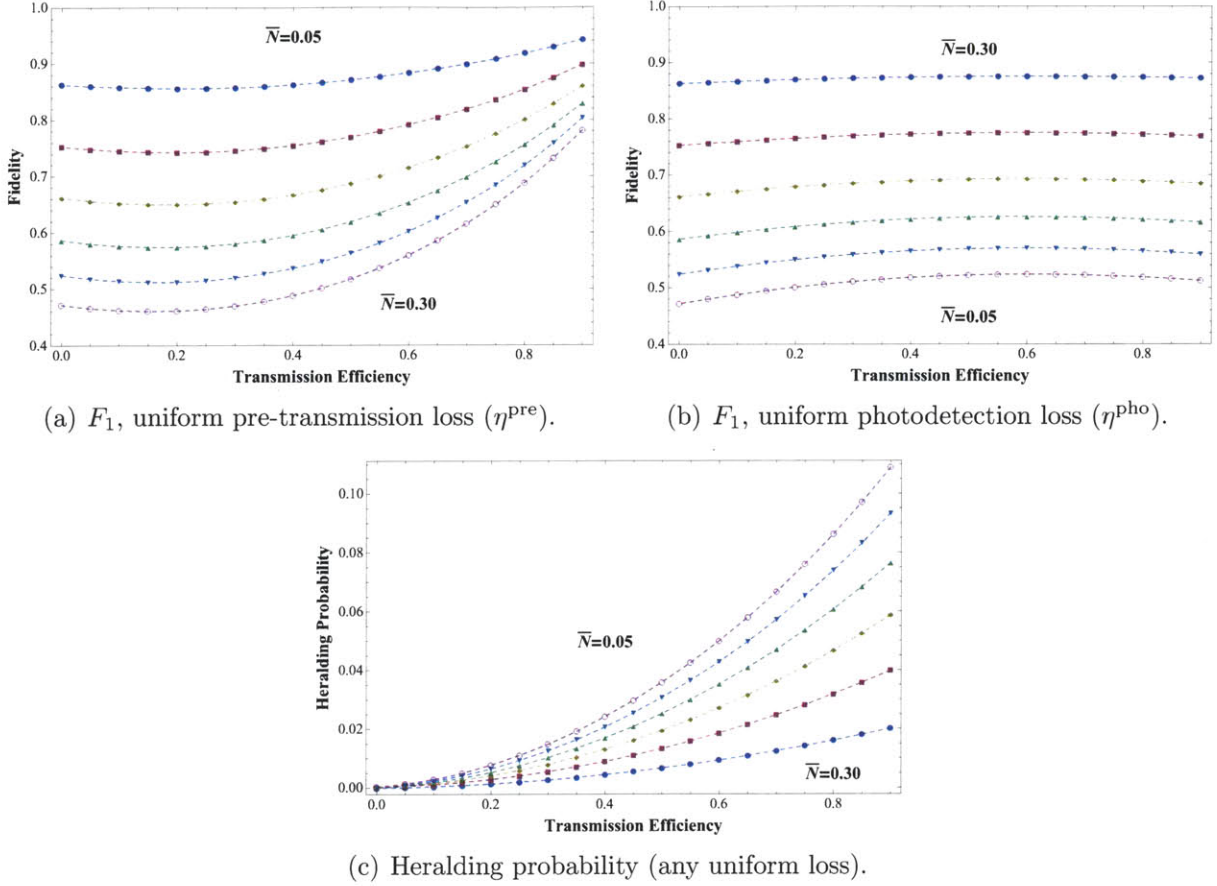 1.0
0.9
0.8
0.7
0.6
0.5
0.4
Fidelity
N̅=0.05
N̅=0.30
0.0 0.2 0.4 0.6 0.8
Transmission Efficiency
(a) F₁, uniform pre-transmission loss (η^pre).
1.0
0.9
0.8
0.7
0.6
0.5
0.4
Fidelity
N̅=0.30
N̅=0.05
0.0 0.2 0.4 0.6 0.8
Transmission Efficiency
(b) F₁, uniform photodetection loss (η^pho).
0.10
0.08
0.06
0.04
0.02
0.00
Heralding Probability
N̅=0.05
N̅=0.30
0.0 0.2 0.4 0.6 0.8
Transmission Efficiency
(c) Heralding probability (any uniform loss).